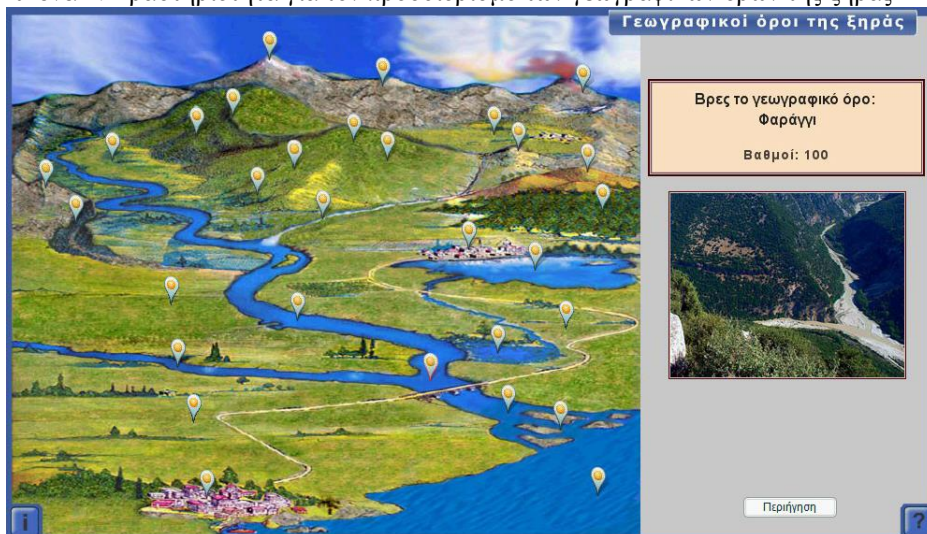 Γεωγραφικοί όροι της ξηράς
Βρες το γεωγραφικό όρο:
Φαράγγι
Βαθμοί: 100
Περιήγηση
i
?